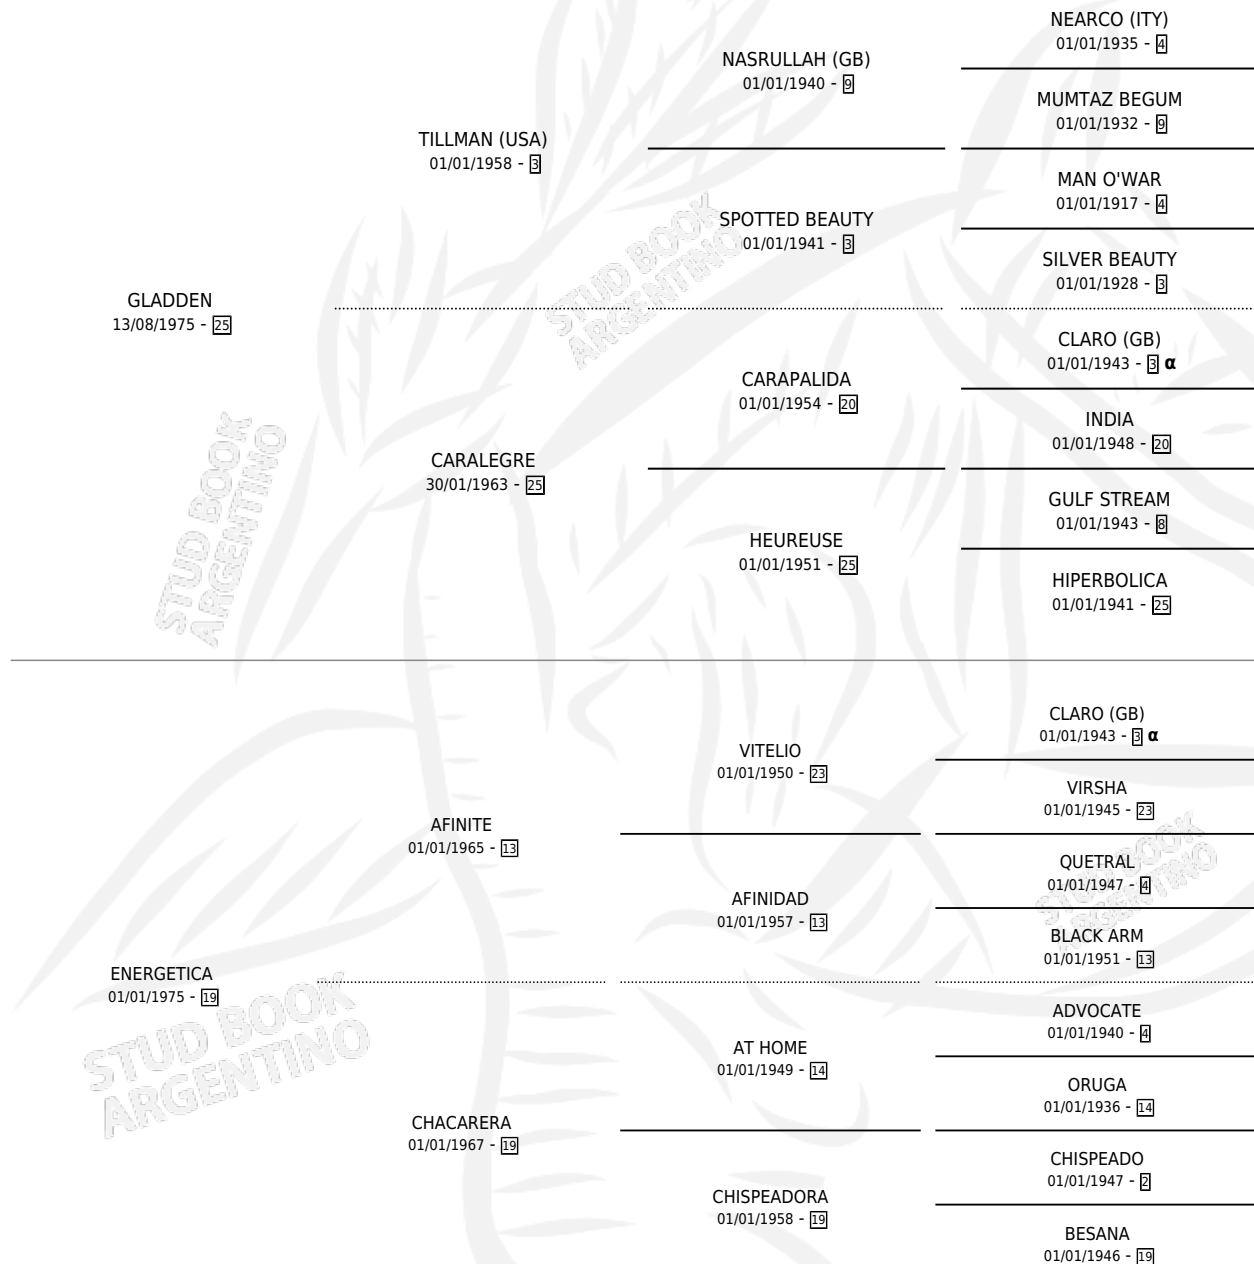 NEARCO (ITY)
01/01/1935 - 4
NASRULLAH (GB)
01/01/1940 - 9
MUMTAZ BEGUM
01/01/1932 - 9
TILLMAN (USA)
01/01/1958 - 3
MAN O'WAR
01/01/1917 - 4
SPOTTED BEAUTY
01/01/1941 - 3
SILVER BEAUTY
01/01/1928 - 3
STUD BOOK
ARGENTINO
GLADDEN
13/08/1975 - 25
CLARO (GB)
01/01/1943 - 3 α
CARAPALIDA
01/01/1954 - 20
INDIA
01/01/1948 - 20
CARALEGRE
30/01/1963 - 25
GULF STREAM
01/01/1943 - 8
HEUREUSE
01/01/1951 - 25
HIPERBOLICA
01/01/1941 - 25
STUD BOOK
ARGENTINO
CLARO (GB)
01/01/1943 - 3 α
VITELIO
01/01/1950 - 23
VIRSHA
01/01/1945 - 23
AFINITE
01/01/1965 - 13
QUETRAL
01/01/1947 - 4
AFINIDAD
01/01/1957 - 13
BLACK ARM
01/01/1951 - 13
STUD BOOK
ARGENTINO
ENERGETICA
01/01/1975 - 19
ADVOCATE
01/01/1940 - 4
AT HOME
01/01/1949 - 14
ORUGA
01/01/1936 - 14
STUD BOOK
ARGENTINO
CHACARERA
01/01/1967 - 19
CHISPEADO
01/01/1947 - 2
CHISPEADORA
01/01/1958 - 19
BESANA
01/01/1946 - 19